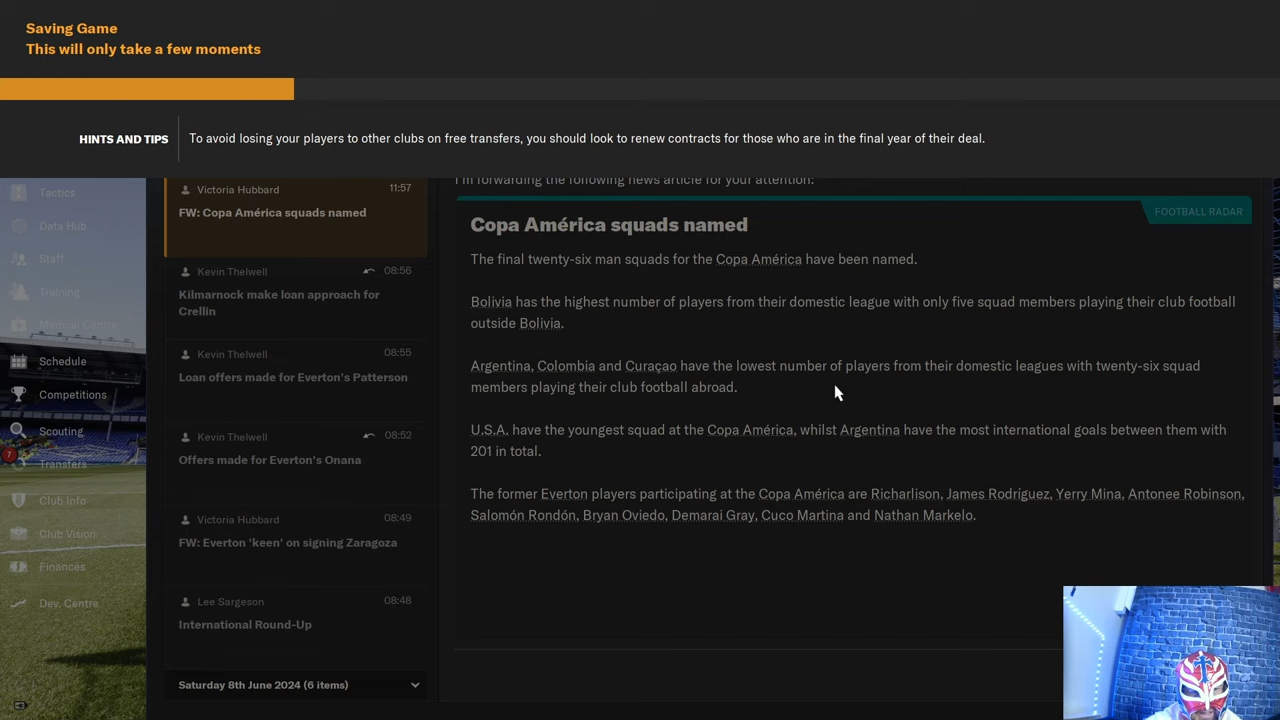 Saving Game
This will only take a few moments
HINTS AND TIPS
To avoid losing your players to other clubs on free transfers, you should look to renew contracts for those who are in the final year of their deal.
Tactics
Data Hub
Staff
Training
Medical Centre
Schedule
Competitions
Scouting
7
Transfers
Club Info
Club Vision
Finances
Dev. Centre
Victoria Hubbard 11:57
FW: Copa América squads named
Kevin Thelwell 08:56
Kilmarnock make loan approach for
Crellin
Kevin Thelwell 08:55
Loan offers made for Everton's Patterson
Kevin Thelwell 08:52
Offers made for Everton's Onana
Victoria Hubbard 08:49
FW: Everton 'keen' on signing Zaragoza
Lee Sargeson 08:48
International Round-Up
Saturday 8th June 2024 (6 items)
I'm forwarding the following news article for your attention:
FOOTBALL RADAR
Copa América squads named
The final twenty-six man squads for the Copa América have been named.
Bolivia has the highest number of players from their domestic league with only five squad members playing their club football
outside Bolivia.
Argentina, Colombia and Curaçao have the lowest number of players from their domestic leagues with twenty-six squad
members playing their club football abroad.
U.S.A. have the youngest squad at the Copa América, whilst Argentina have the most international goals between them with
201 in total.
The former Everton players participating at the Copa América are Richarlison, James Rodríguez, Yerry Mina, Antonee Robinson,
Salomón Rondón, Bryan Oviedo, Demarai Gray, Cuco Martina and Nathan Markelo.